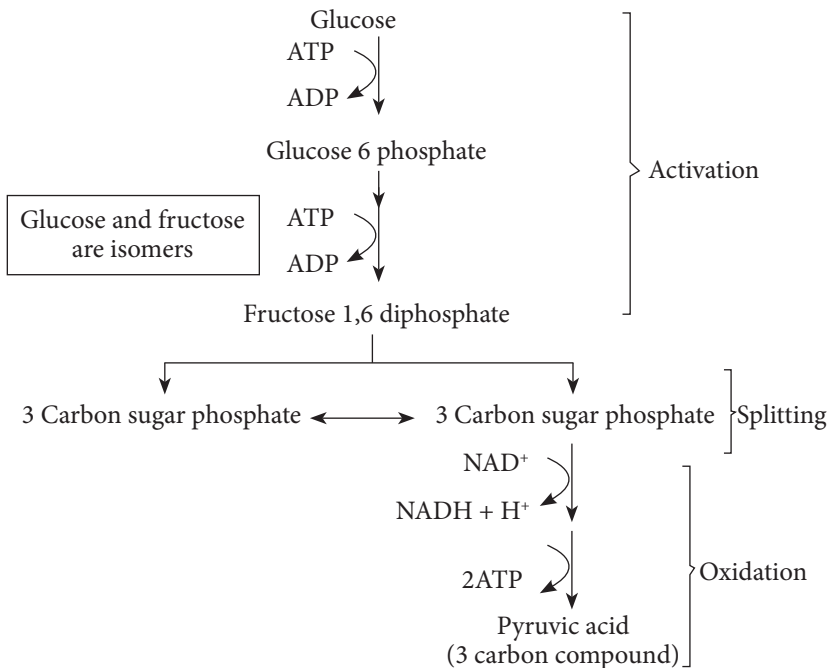 Glucose
ATP
ADP
Glucose 6 phosphate
Activation
Glucose and fructose
are isomers
ATP
ADP
Fructose 1,6 diphosphate
3 Carbon sugar phosphate
3 Carbon sugar phosphate
Splitting
NAD⁺
NADH + H⁺
2ATP
Oxidation
Pyruvic acid
(3 carbon compound)